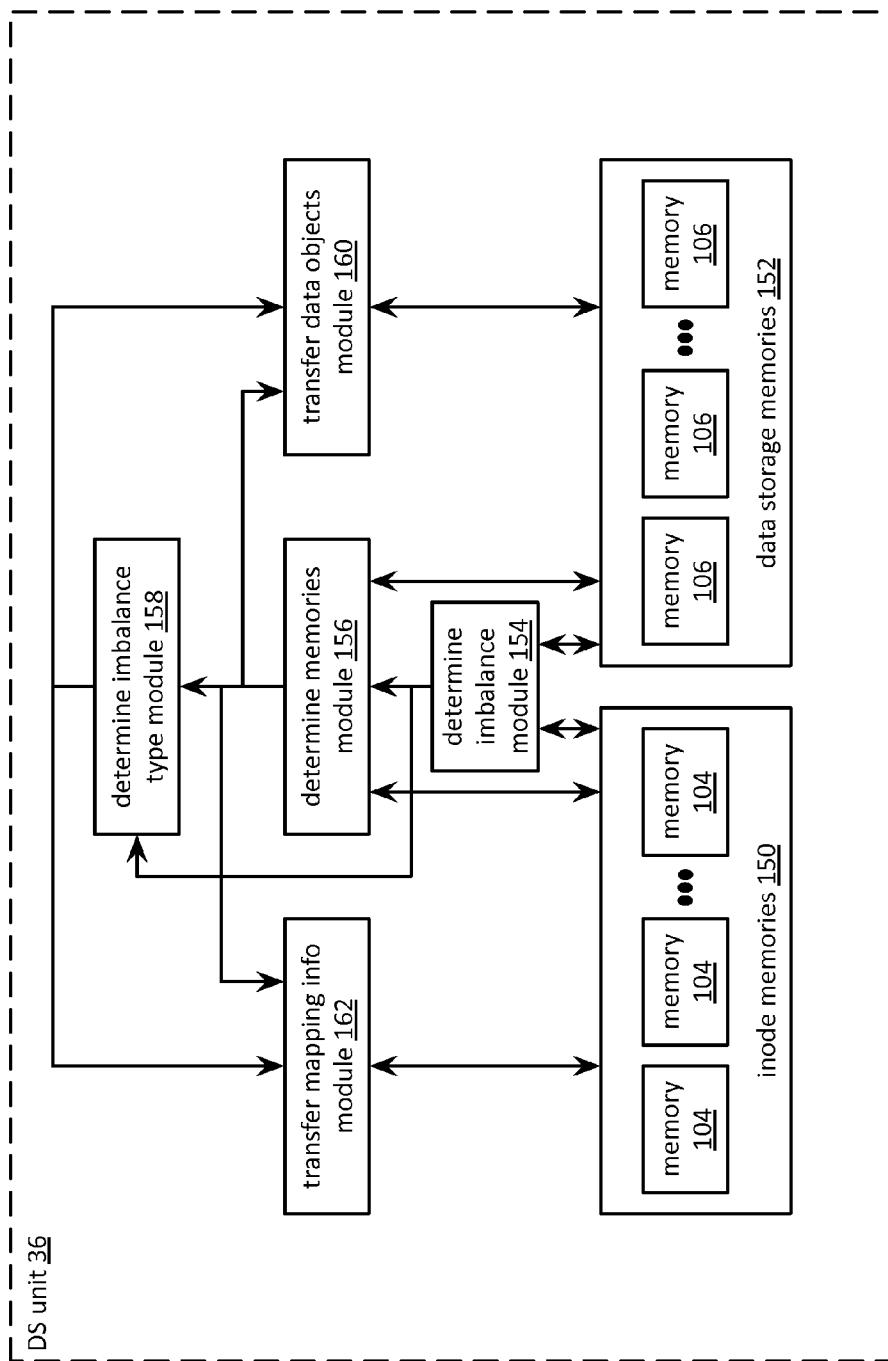 DS unit 36
determine imbalance
type module 158
transfer mapping info
module 162
determine memories
module 156
transfer data objects
module 160
determine
imbalance
module 154
memory
104
memory
104
memory
104
inode memories 150
memory
106
memory
106
memory
106
data storage memories 152